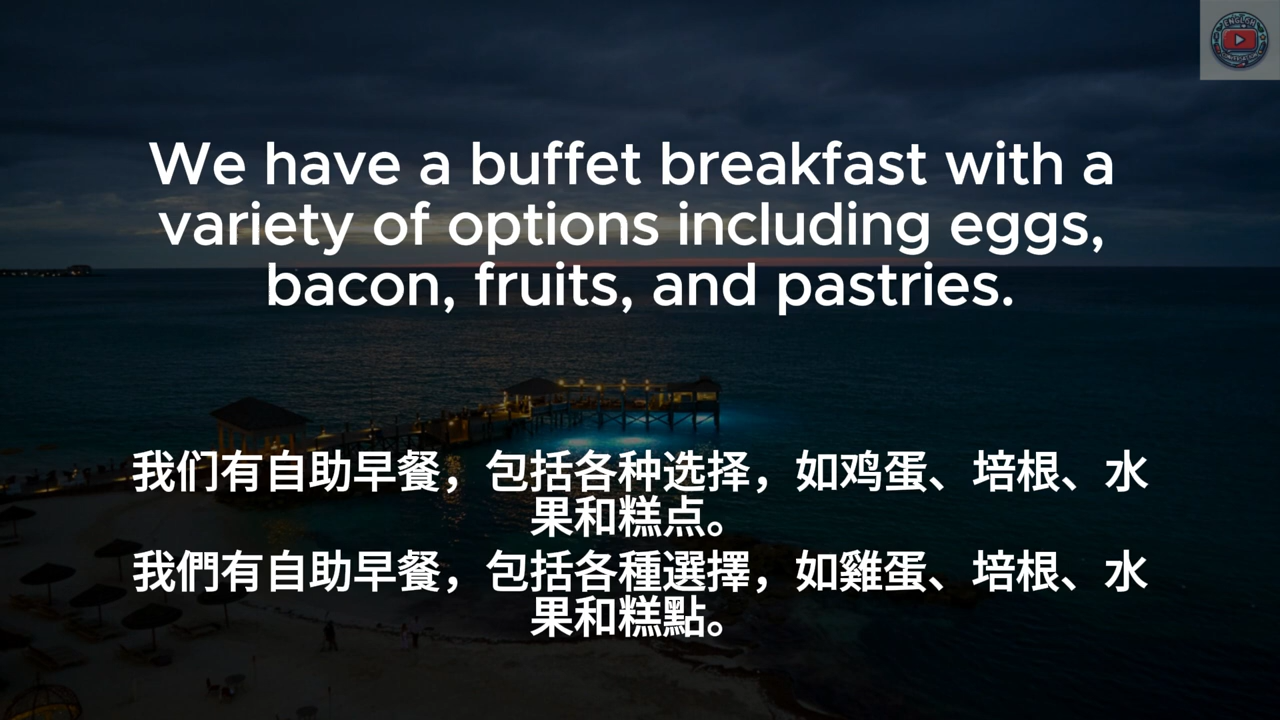 We have a buffet breakfast with a
variety of options including eggs,
bacon, fruits, and pastries.
我们有自助早餐，包括各种选择，如鸡蛋、培根、水
果和糕点。
我們有自助早餐，包括各種選擇，如雞蛋、培根、水
果和糕點。